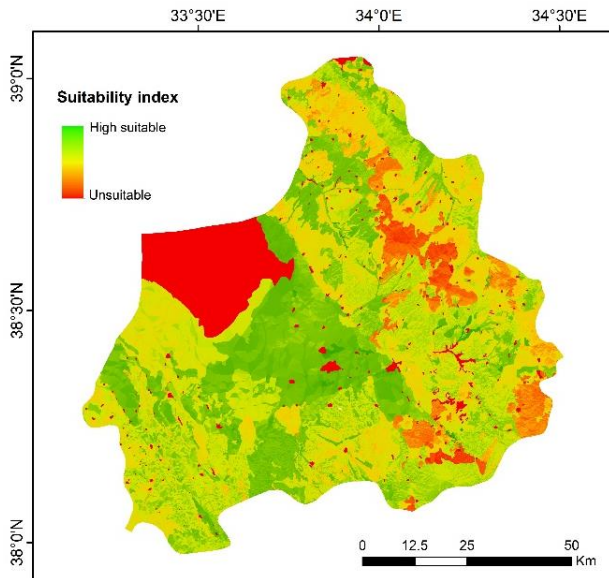 33°30'E 34°0'E 34°30'E
39°0'N
Suitability index
High suitable
Unsuitable
38°30'N
38°0'N
0 12.5 25 50
Km